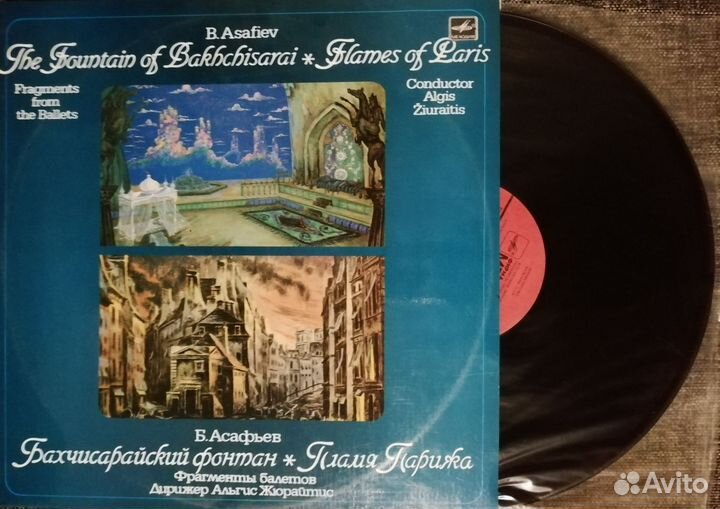 B. Asafiev
The Fountain of Bakhchisarai * Flames of Paris
Fragments
from
the Ballets
Conductor
Algis
Žiuraitis
Б. Асафьев
Бахчисарайский фонтан * Пламя Парижа
Фрагменты балетов
Дирижер Альгис Жюрайтис
Avito